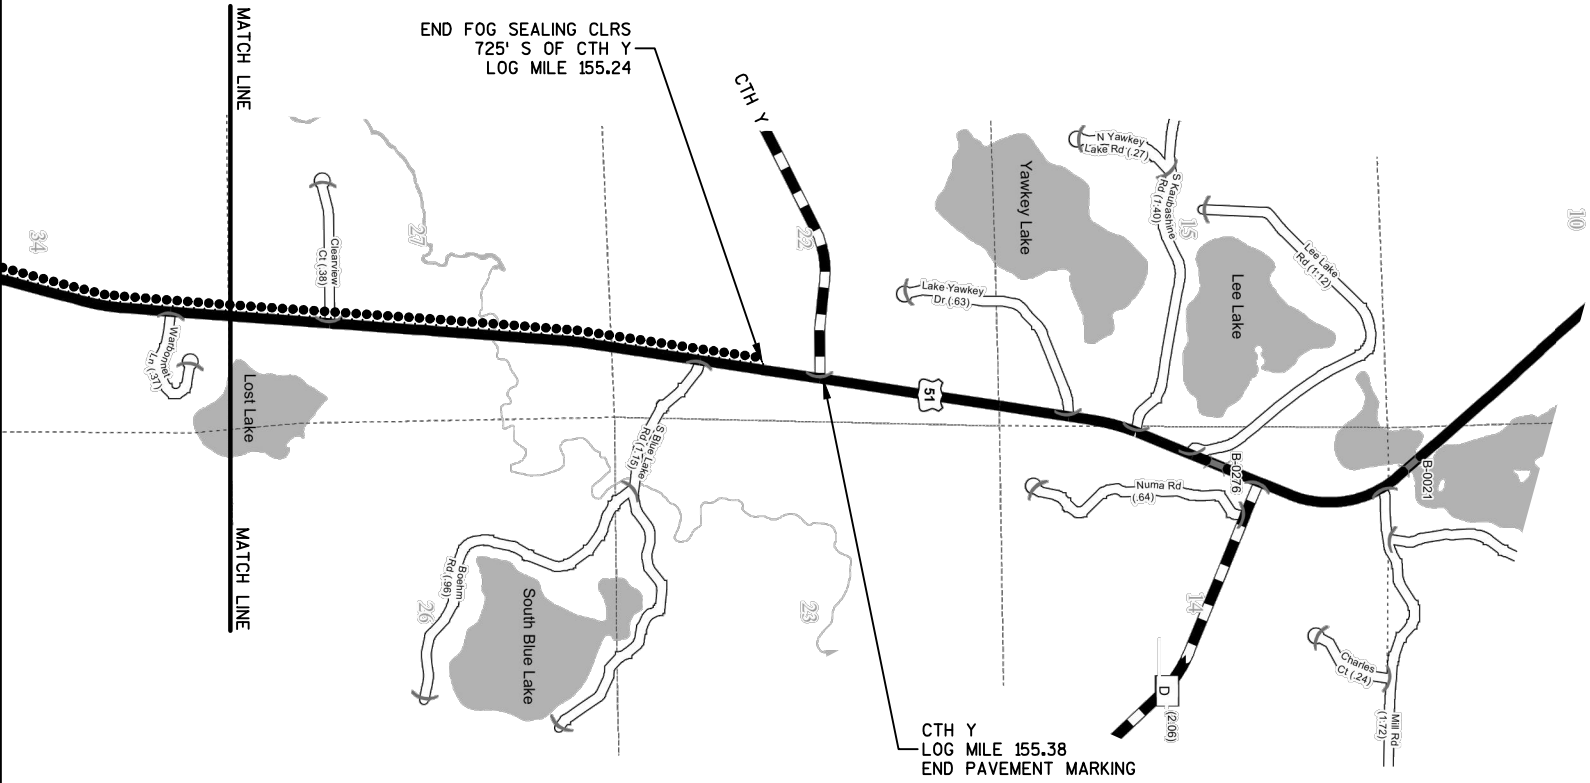 MATCH LINE
END FOG SEALING CLRS
725' S OF CTH Y
LOG MILE 155.24
CTH Y
N Yawkey
Lake Rd (.27)
S Kaubashine
Rd (1.40)
Yawkey Lake
10
15
22
27
34
Clearview
Ct (.38)
Lee Lake
Rd (1.12)
Lee Lake
Lake Yawkey
Dr (.63)
Warbonnet
Ln (.37)
Lost Lake
51
S Blue Lake
Rd (1.15)
B-0276
B-0021
Numa Rd
(.64)
MATCH LINE
Boehm
Rd (.96)
26
South Blue Lake
23
14
Charles
Ct (.24)
D
(2.06)
Mill Rd
(1.72)
CTH Y
LOG MILE 155.38
END PAVEMENT MARKING